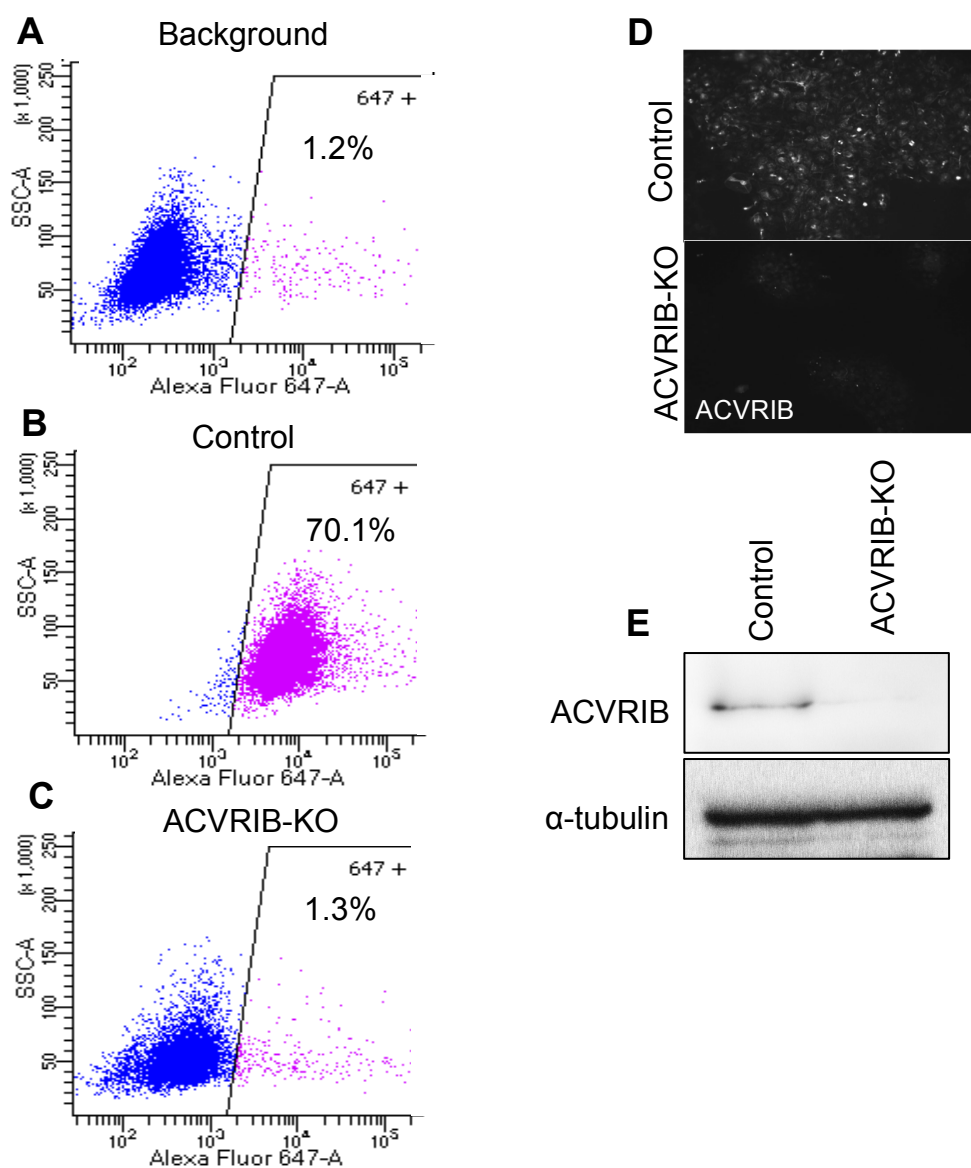 A
Background
(x 1,000)
SSC-A
250
200
150
100
50
647 +
1.2%
10²
10³
10⁴
10⁵
Alexa Fluor 647-A
B
Control
(x 1,000)
SSC-A
250
200
150
100
50
647 +
70.1%
10²
10³
10⁴
10⁵
Alexa Fluor 647-A
C
ACVRIB-KO
(x 1,000)
SSC-A
250
200
150
100
50
647 +
1.3%
10²
10³
10⁴
10⁵
Alexa Fluor 647-A
D
Control
ACVRIB-KO
ACVRIB
E
Control
ACVRIB-KO
ACVRIB
α-tubulin